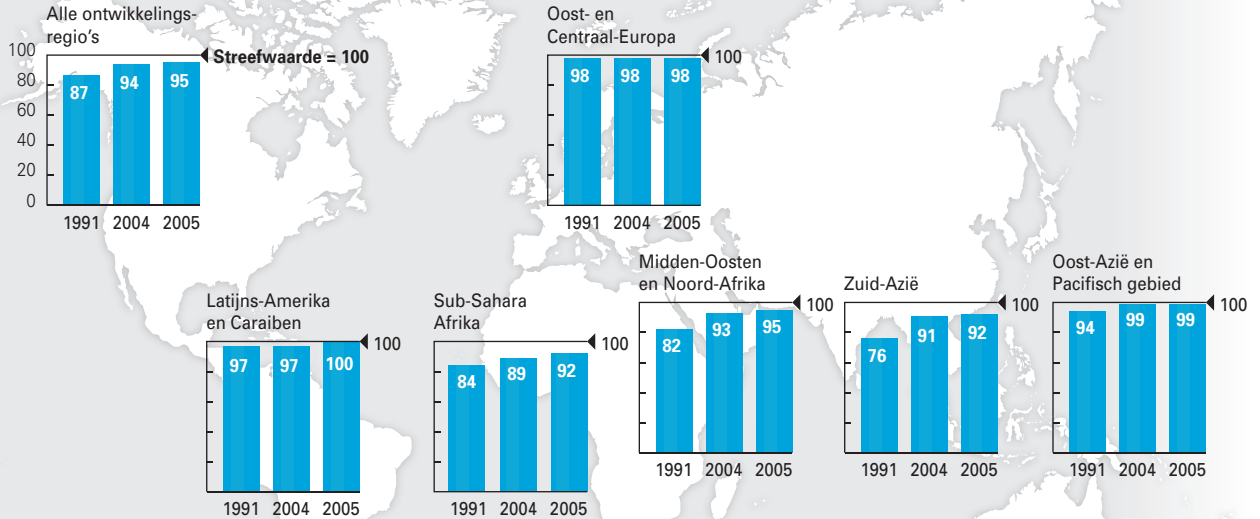 Alle ontwikkelings-
regio's
100
80
60
40
20
0
Streefwaarde = 100
87
94
95
1991 2004 2005
Oost- en
Centraal-Europa
100
98
98
98
1991 2004 2005
Latijns-Amerika
en Caraiben
100
97
97
100
1991 2004 2005
Sub-Sahara
Afrika
100
84
89
92
1991 2004 2005
Midden-Oosten
en Noord-Afrika
100
82
93
95
1991 2004 2005
Zuid-Azië
100
76
91
92
1991 2004 2005
Oost-Azië en
Pacifisch gebied
100
94
99
99
1991 2004 2005